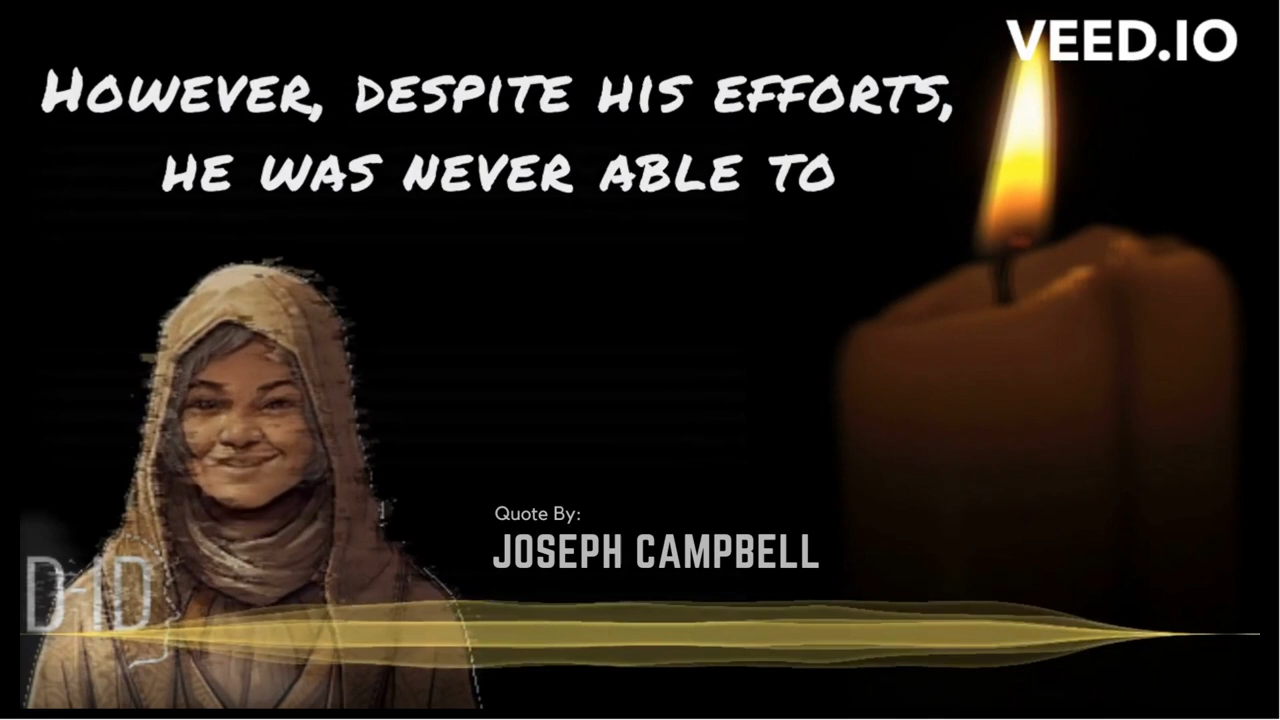 VEED.IO
However, despite his efforts,
he was never able to
Quote By:
JOSEPH CAMPBELL
D-ID